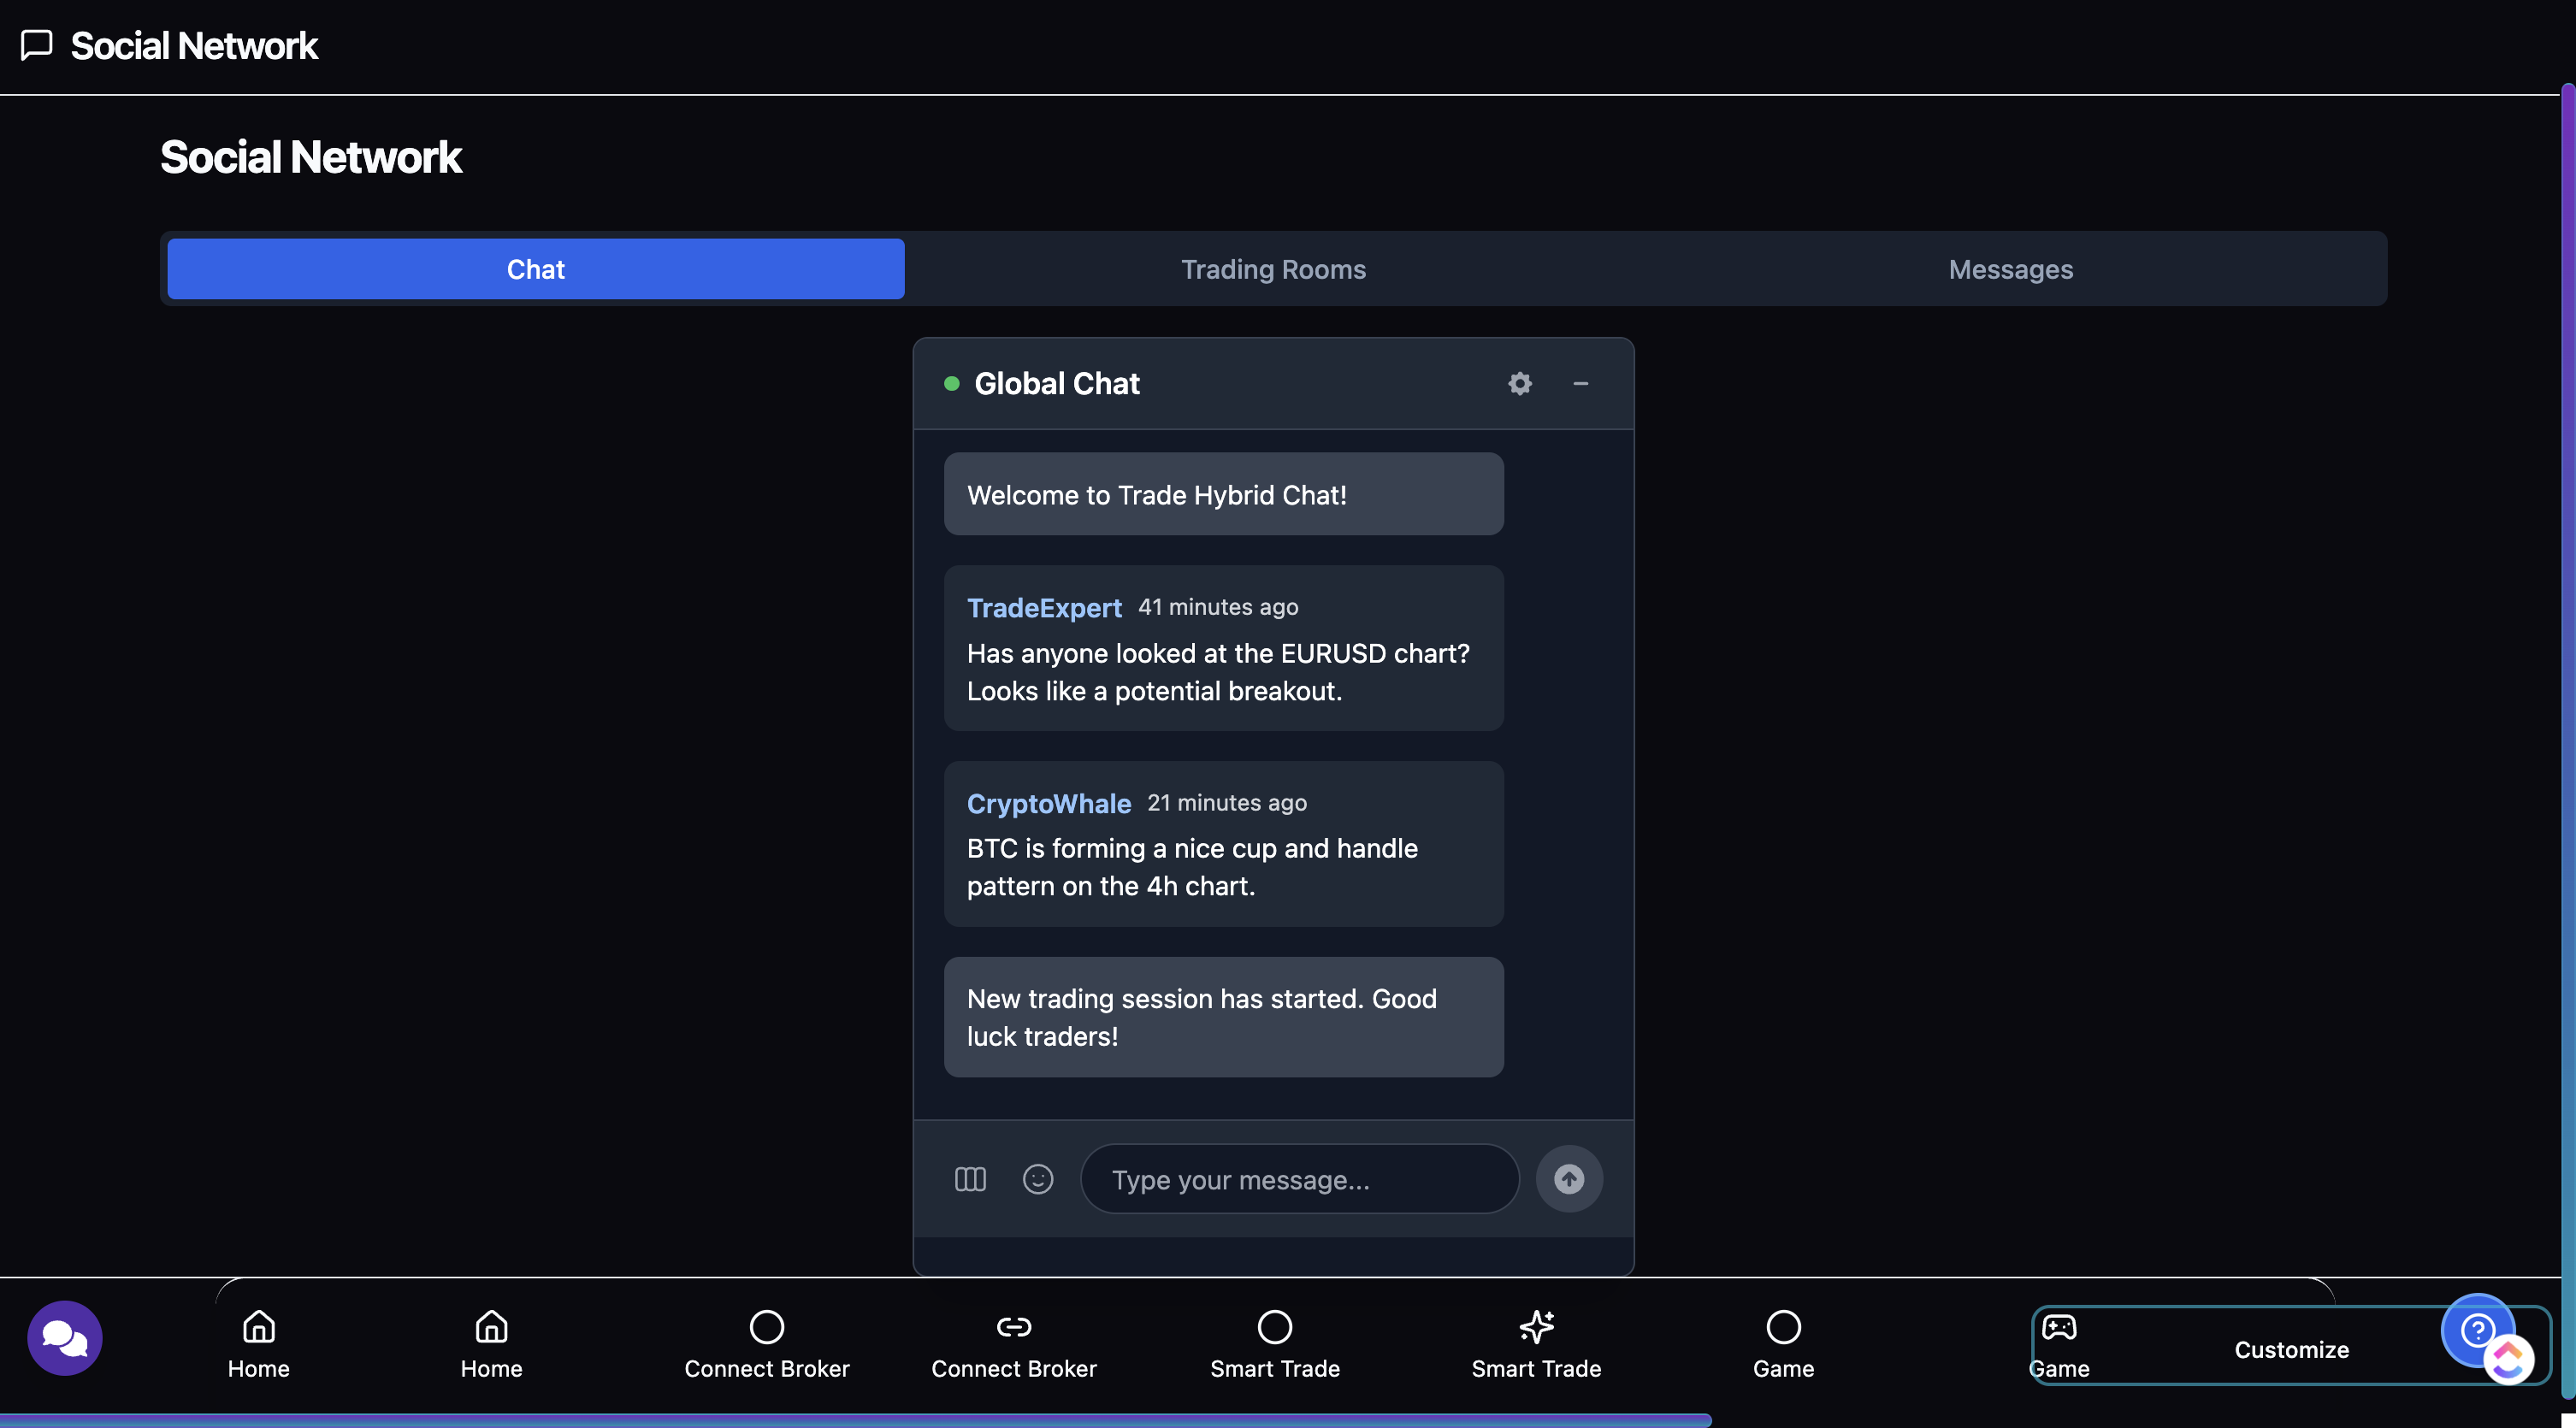 Social Network
Social Network
Chat
Trading Rooms
Messages
Global Chat
Welcome to Trade Hybrid Chat!
TradeExpert 41 minutes ago
Has anyone looked at the EURUSD chart?
Looks like a potential breakout.
CryptoWhale 21 minutes ago
BTC is forming a nice cup and handle
pattern on the 4h chart.
New trading session has started. Good
luck traders!
Type your message...
Home
Home
Connect Broker
Connect Broker
Smart Trade
Smart Trade
Game
Game
Customize